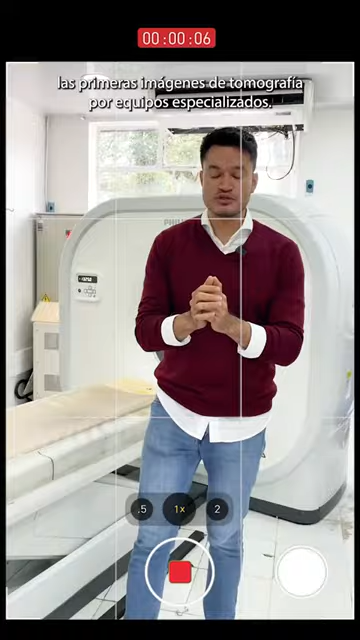 00:00:06
las primeras imágenes de tomografía
por equipos especializados.
.5
1x
2